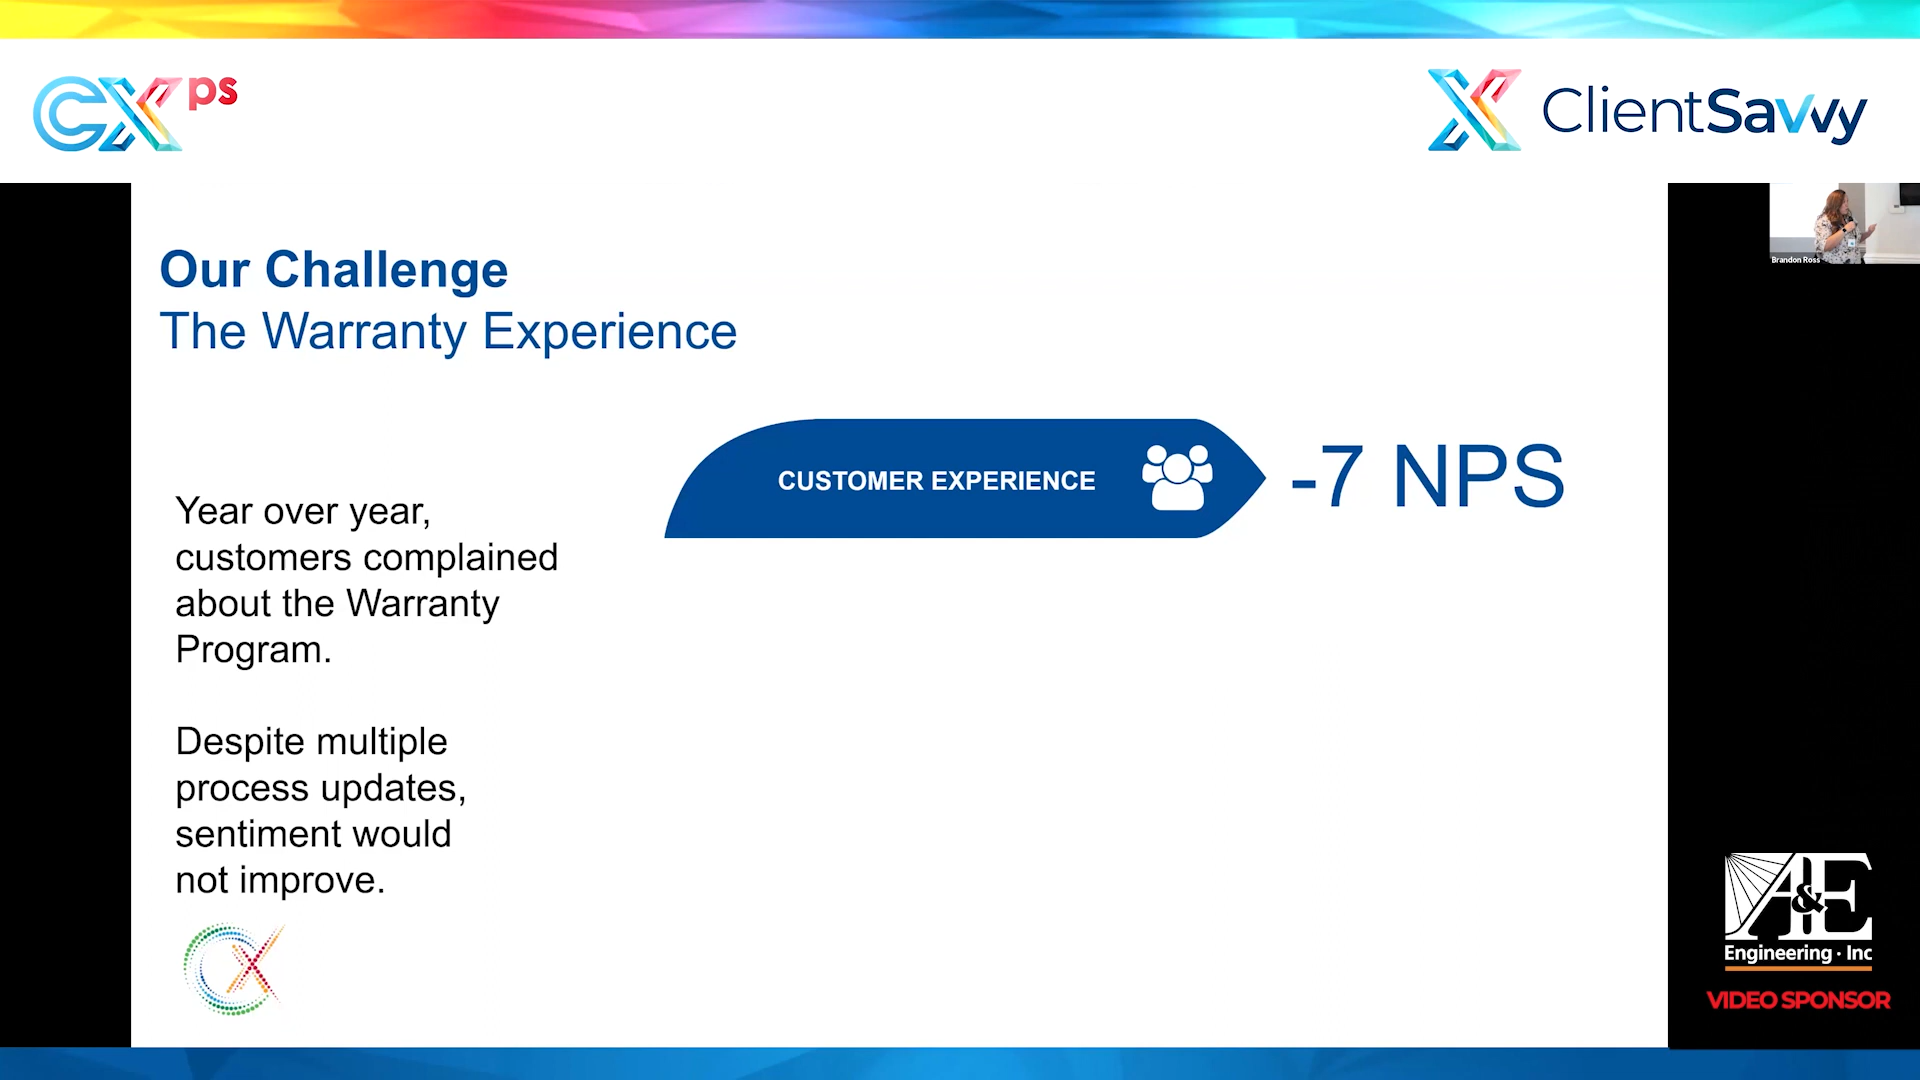 CX ps
X ClientSavvy
Brandon Ross
Our Challenge
The Warranty Experience
CUSTOMER EXPERIENCE
-7 NPS
Year over year,
customers complained
about the Warranty
Program.
Despite multiple
process updates,
sentiment would
not improve.
CX
A&E
Engineering · Inc
VIDEO SPONSOR